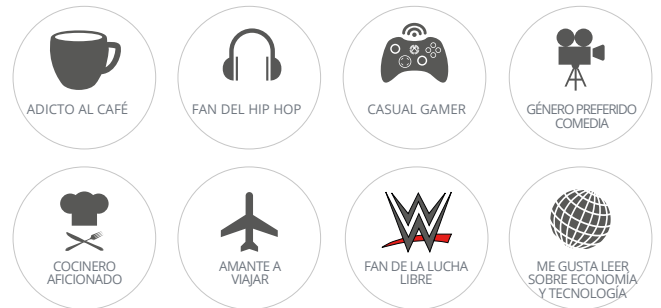 ADICTO AL CAFÉ
FAN DEL HIP HOP
CASUAL GAMER
GÉNERO PREFERIDO
COMEDIA
COCINERO
AFICIONADO
AMANTE A
VIAJAR
W
FAN DE LA LUCHA
LIBRE
ME GUSTA LEER
SOBRE ECONOMÍA
Y TECNOLOGÍA